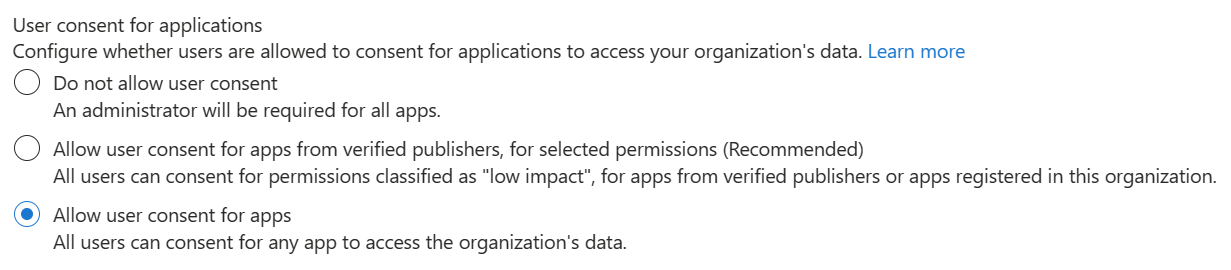 User consent for applications
Configure whether users are allowed to consent for applications to access your organization's data. Learn more
Do not allow user consent
An administrator will be required for all apps.
Allow user consent for apps from verified publishers, for selected permissions (Recommended)
All users can consent for permissions classified as "low impact", for apps from verified publishers or apps registered in this organization.
Allow user consent for apps
All users can consent for any app to access the organization's data.